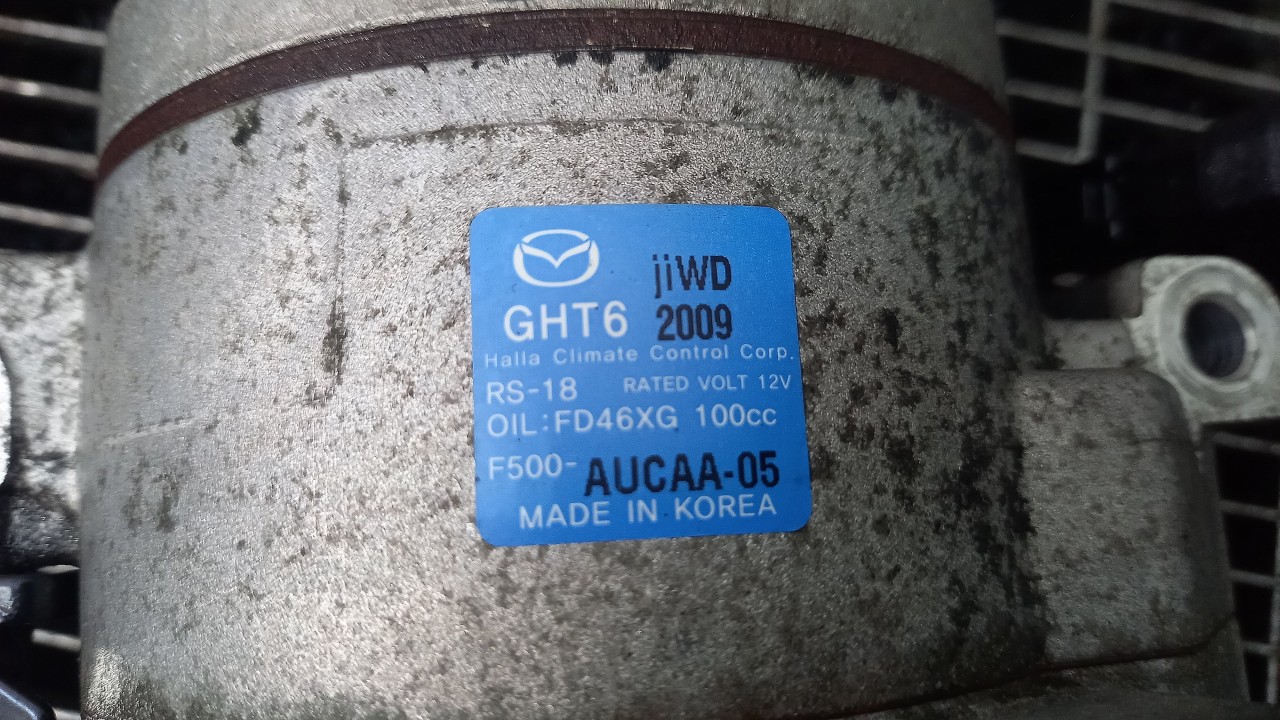 jiWD
GHT6 2009
Halla Climate Control Corp.
RS-18 RATED VOLT 12V
OIL:FD46XG 100cc
F500-AUCAA-05
MADE IN KOREA